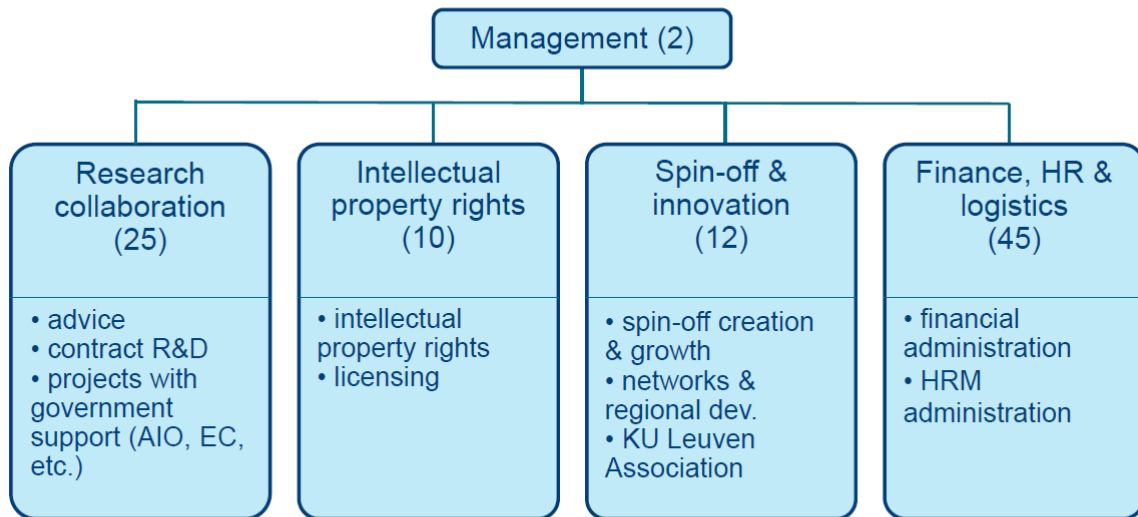 Management (2)
Research
collaboration
(25)
• advice
• contract R&D
• projects with
government
support (AIO, EC,
etc.)
Intellectual
property rights
(10)
• intellectual
property rights
• licensing
Spin-off &
innovation
(12)
• spin-off creation
& growth
• networks &
regional dev.
• KU Leuven
Association
Finance, HR &
logistics
(45)
• financial
administration
• HRM
administration